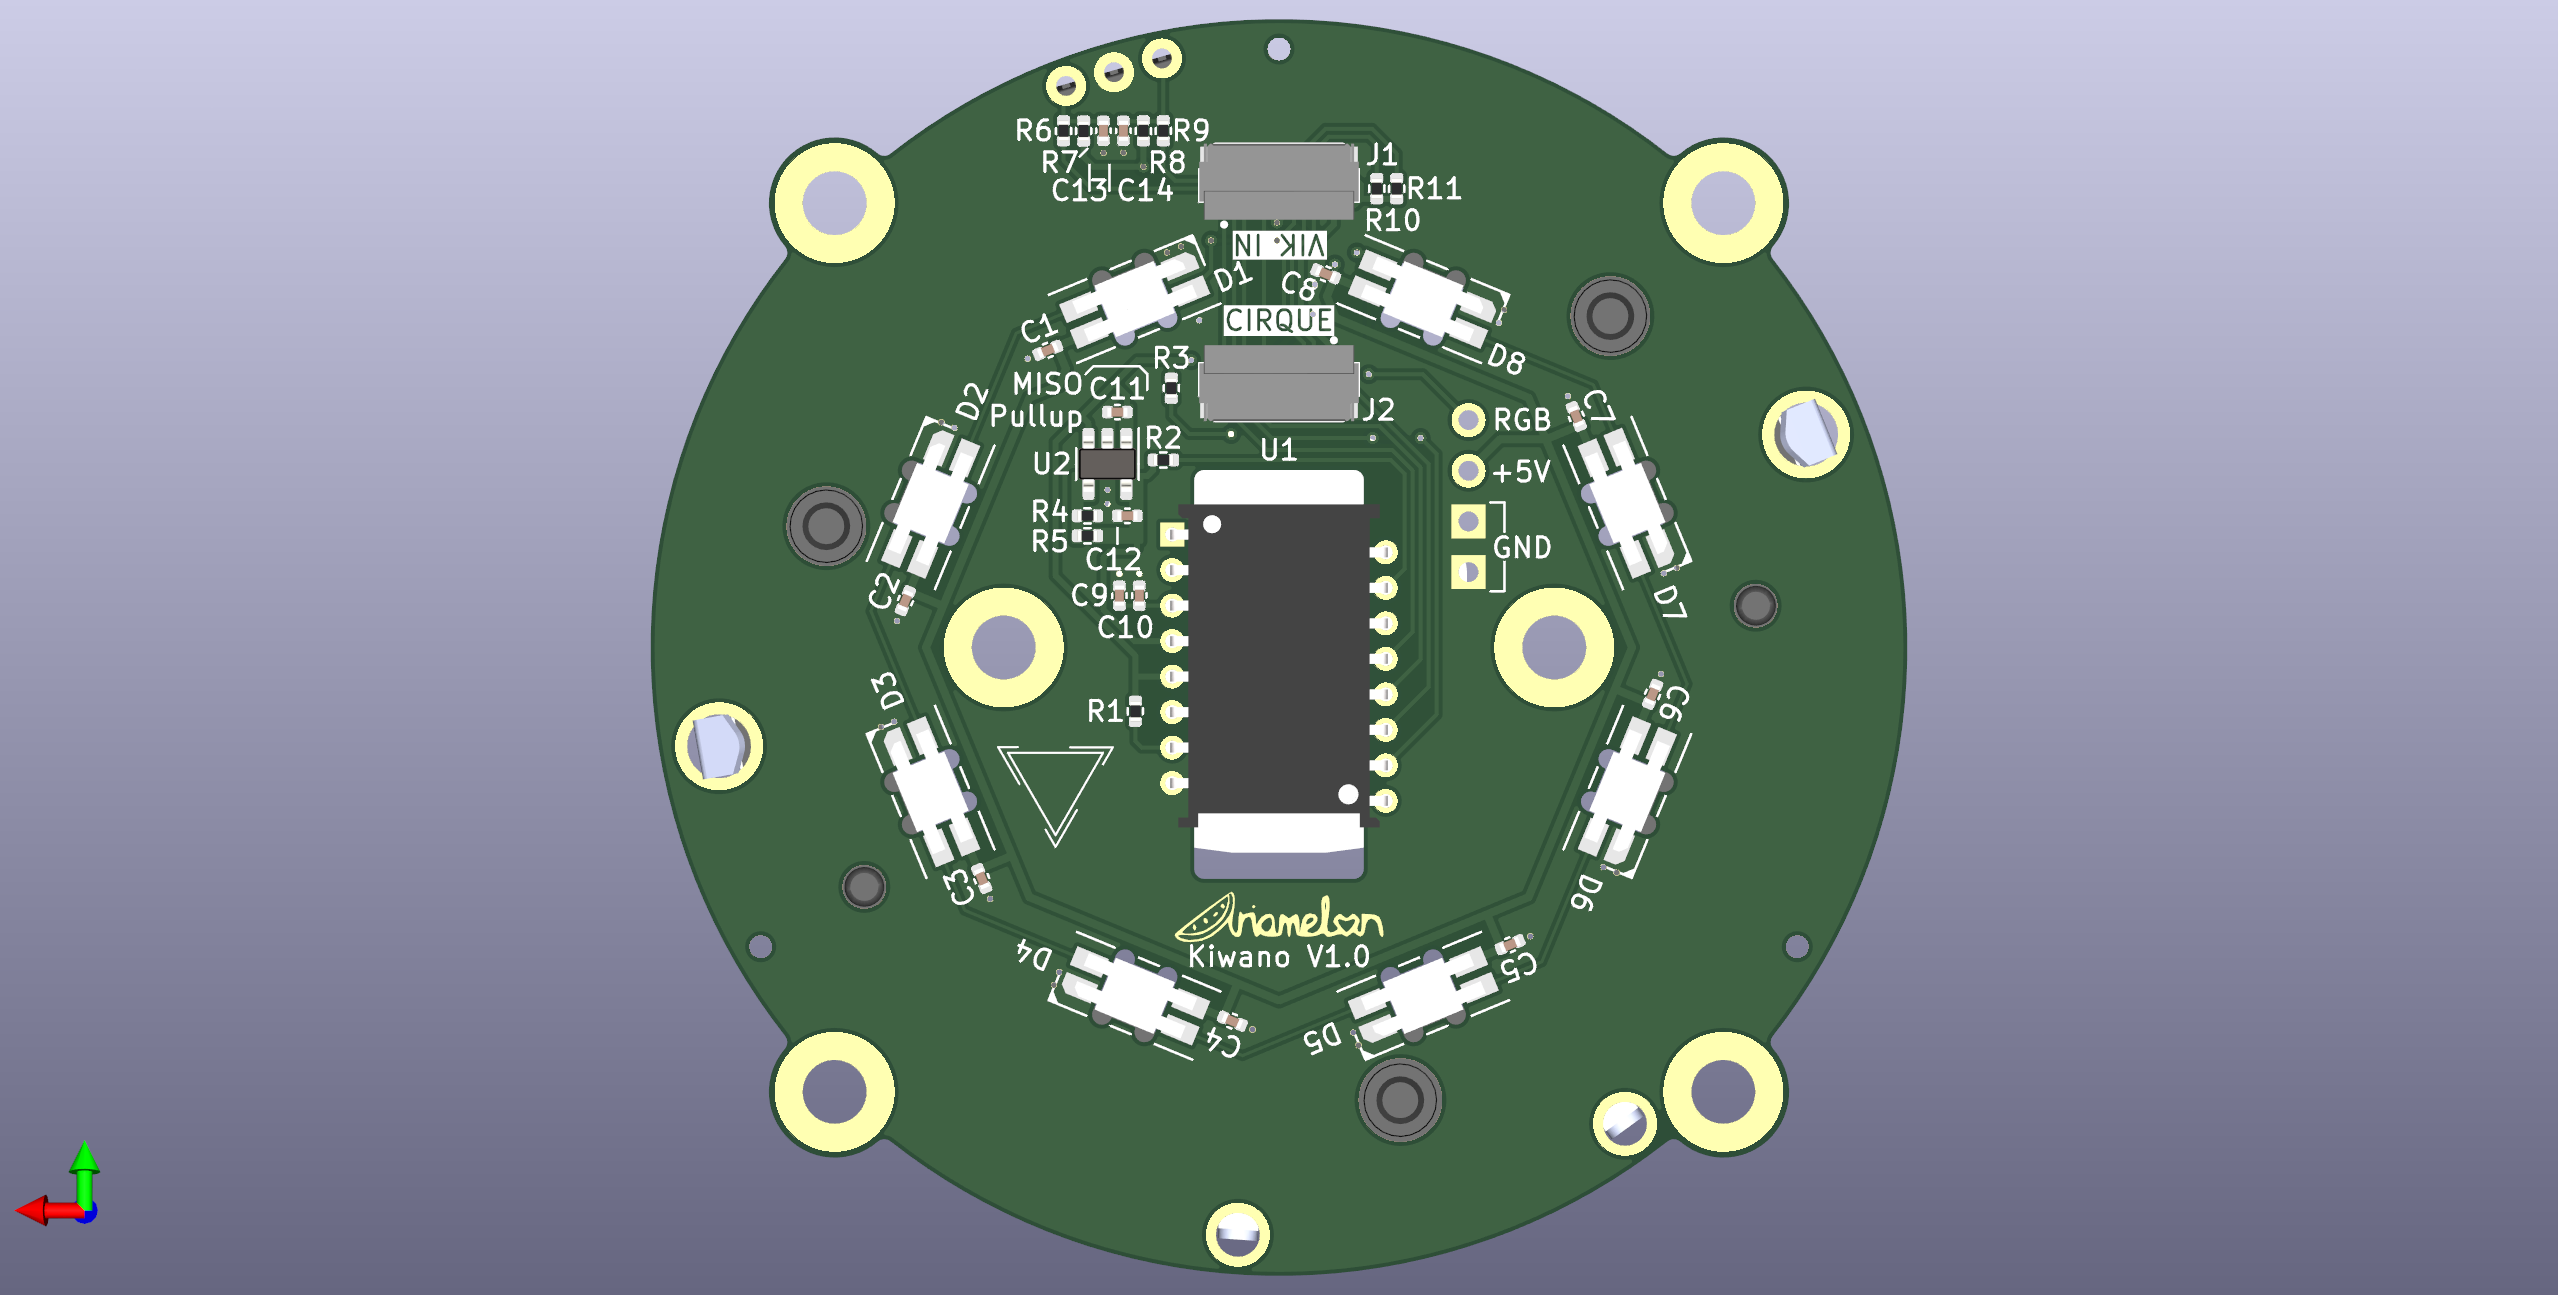 R6 R9
R7 R8
C13 C14
J1
R11
R10
VIK IN
D1
C8
C1
CIRQUE
D8
R3
MISO
Pullup
C11
J2
D2
C7
RGB
R2
U1
U2
+5V
R4
R5
GND
C12
C2
C9
C10
D7
D3
C6
R1
C3
D6
Ariamelon
Kiwano V1.0
D4
C5
C4
D5